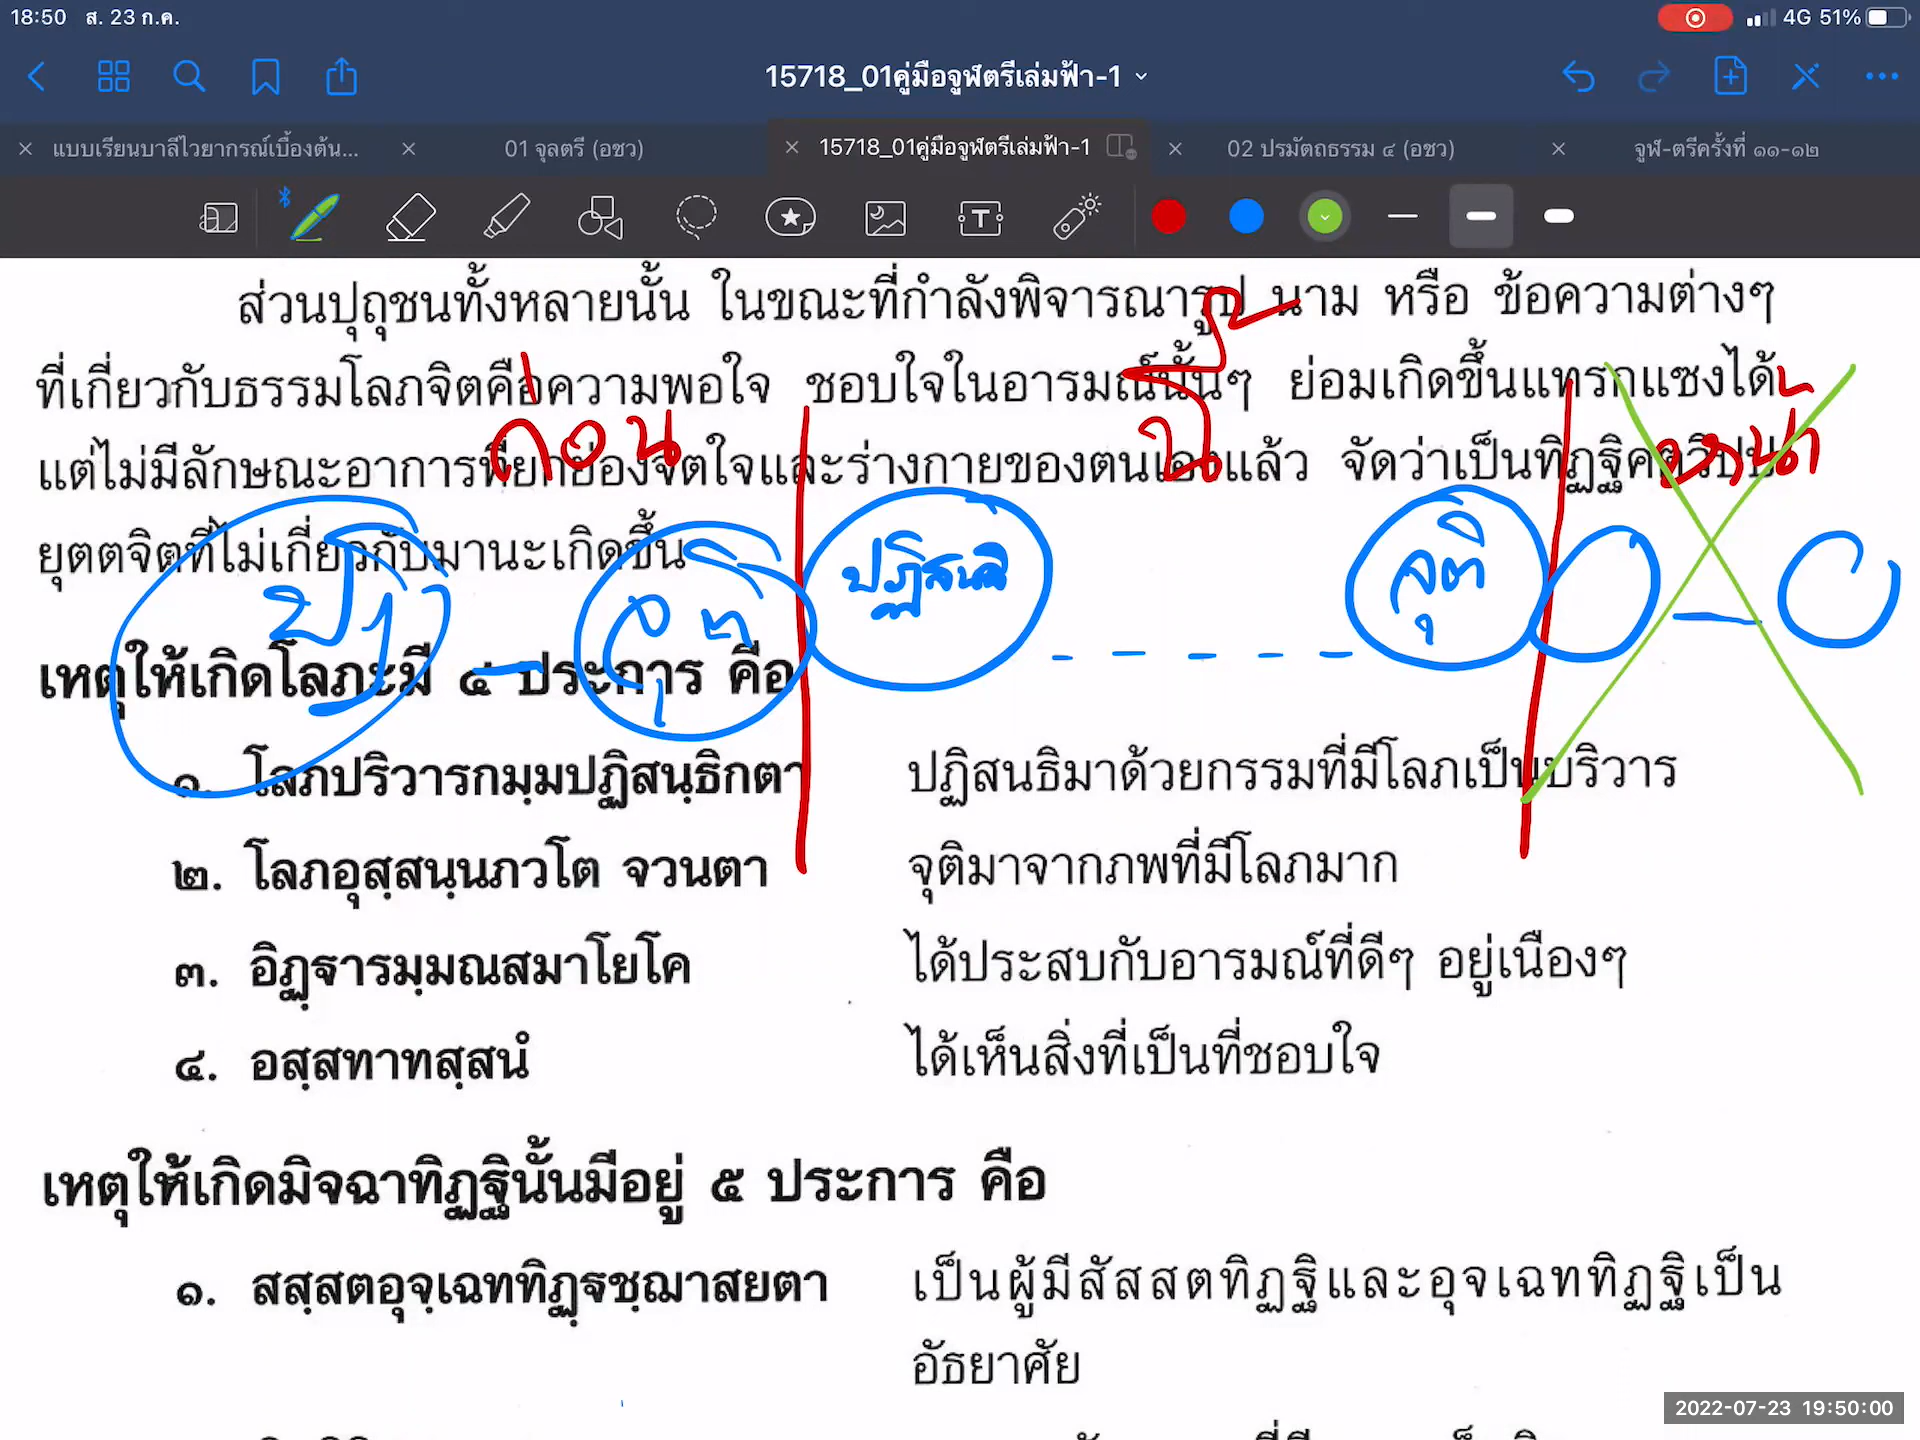 18:50 ส. 23 ก.ค. 4G 51%
15718_01คู่มือจูฬตรีเล่มฟ้า-1
แบบเรียนบาลีไวยากรณ์เบื้องต้น... 01 จุลตรี (อชว) 15718_01คู่มือจูฬตรีเล่มฟ้า-1 02 ปรมัตถธรรม ๔ (อชว) จูฬ-ตรีครั้งที่ ๑๑-๑๒
ส่วนปุถุชนทั้งหลายนั้น ในขณะที่กำลังพิจารณารูป นาม หรือ ข้อความต่างๆ
ที่เกี่ยวกับธรรมโลภจิตคือความพอใจ ชอบใจในอารมณ์นั้นๆ ย่อมเกิดขึ้นแทรกแซงได้
ก่อน นี้ หน้า
แต่ไม่มีลักษณะอาการที่ยกย่องจิตใจและร่างกายของตนเองแล้ว จัดว่าเป็นทิฏฐิคตวิปป
ยุตตจิตที่ไม่เกี่ยวกับมานะเกิดขึ้น
ปฏิสนธิ จุติ
เหตุให้เกิดโลภะมี ๔ ประการ คือ
๑. โลภปริวารกมฺมปฏิสนฺธิกตา ปฏิสนธิมาด้วยกรรมที่มีโลภเป็นบริวาร
๒. โลภอุสฺสนฺนภวโต จวนตา จุติมาจากภพที่มีโลภมาก
๓. อิฏฺฐารมฺมณสมาโยโค ได้ประสบกับอารมณ์ที่ดีๆ อยู่เนืองๆ
๔. อสฺสทาทสฺสนํ ได้เห็นสิ่งที่เป็นที่ชอบใจ
เหตุให้เกิดมิจฉาทิฏฐินั้นมีอยู่ ๕ ประการ คือ
๑. สสฺสตอุจฺเฉททิฏฺฐชฺฌาสยตา เป็นผู้มีสัสสตทิฏฐิและอุจเฉททิฏฐิเป็น
อัธยาศัย
2022-07-23 19:50:00